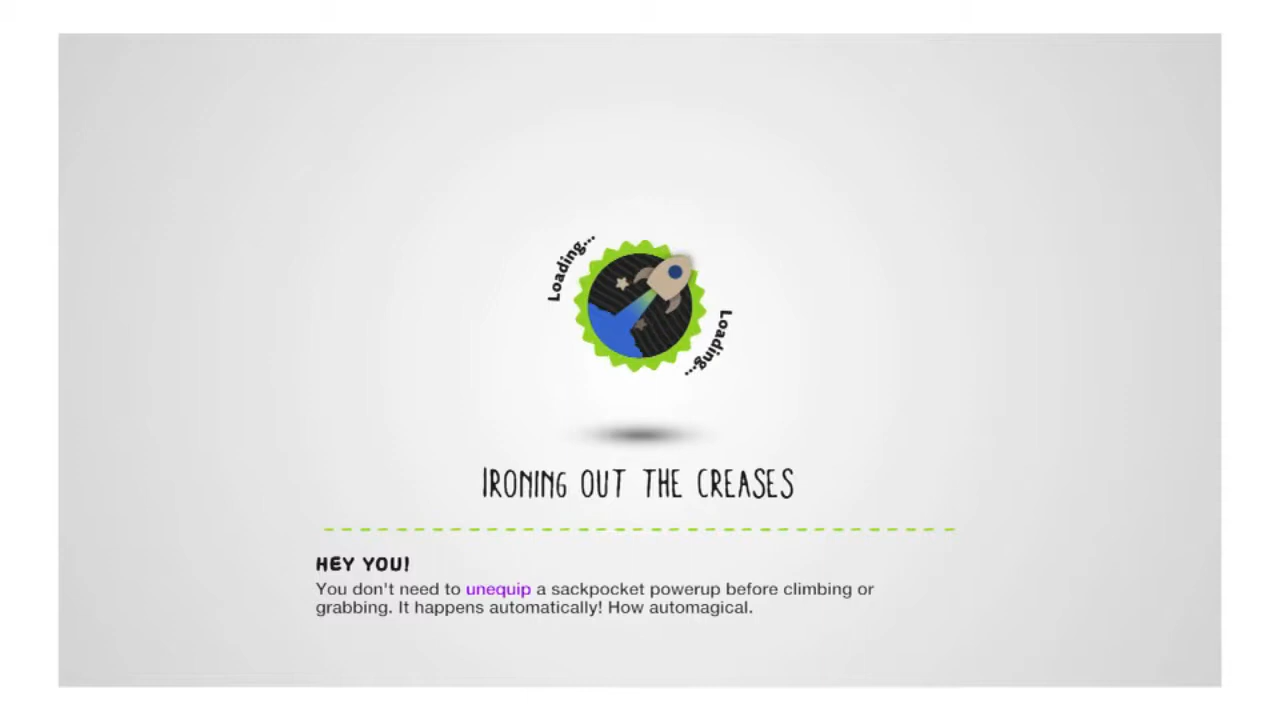 Loading...
Loading...
IRONING OUT THE CREASES
HEY YOU!
You don't need to unequip a sackpocket powerup before climbing or
grabbing. It happens automatically! How automagical.